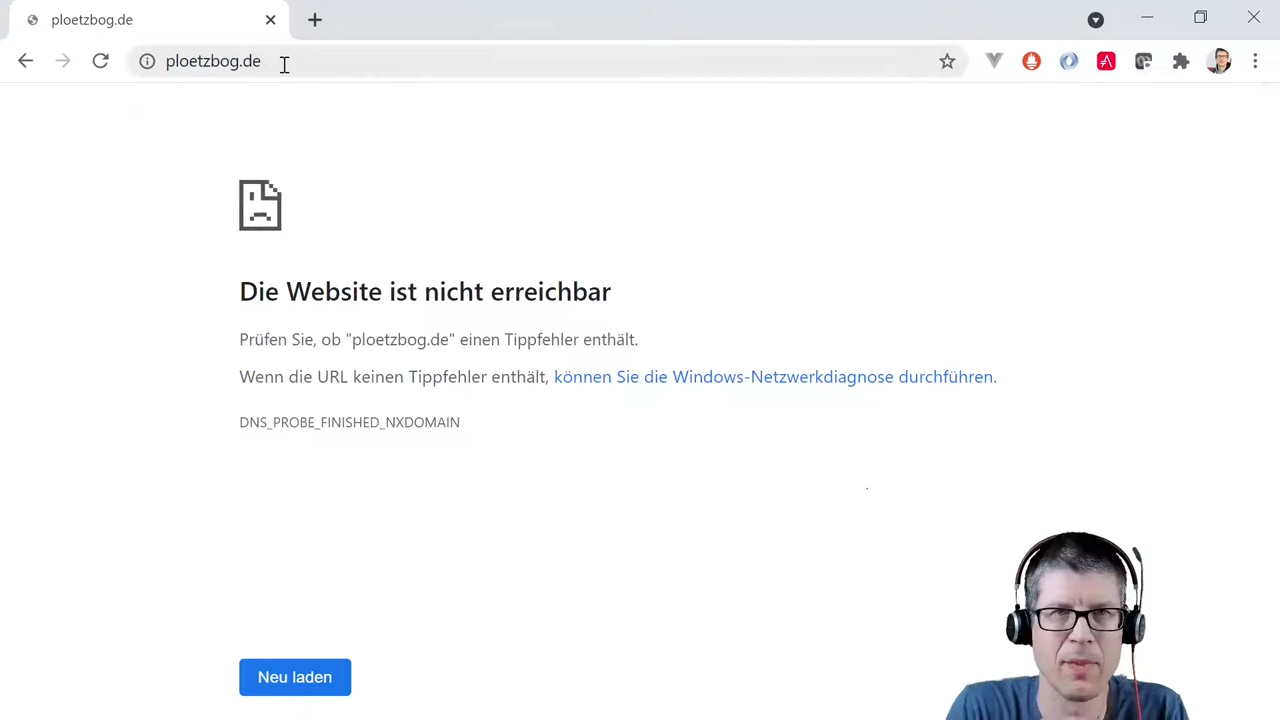 ploetzbog.de
ploetzbog.de
Die Website ist nicht erreichbar
Prüfen Sie, ob "ploetzbog.de" einen Tippfehler enthält.
Wenn die URL keinen Tippfehler enthält, können Sie die Windows-Netzwerkdiagnose durchführen.
DNS_PROBE_FINISHED_NXDOMAIN
Neu laden